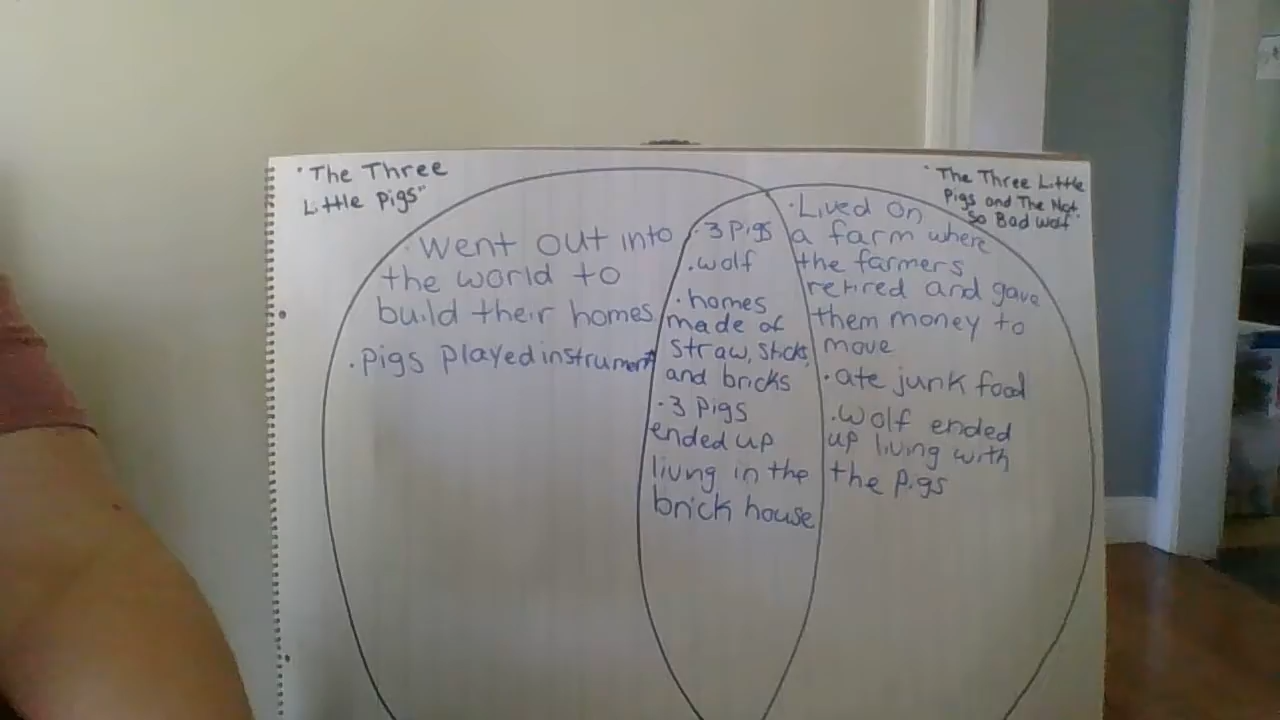 "The Three
Little Pigs"
"The Three Little
Pigs and The Not
So Bad Wolf"
• Went out into
the world to
build their homes
• Pigs played instruments
• 3 Pigs
• wolf
• homes
made of
straw, sticks,
and bricks
• 3 Pigs
ended up
living in the
brick house
• Lived on
a farm where
the farmers
retired and gave
them money to
move
• ate junk food
• Wolf ended
up living with
the pigs